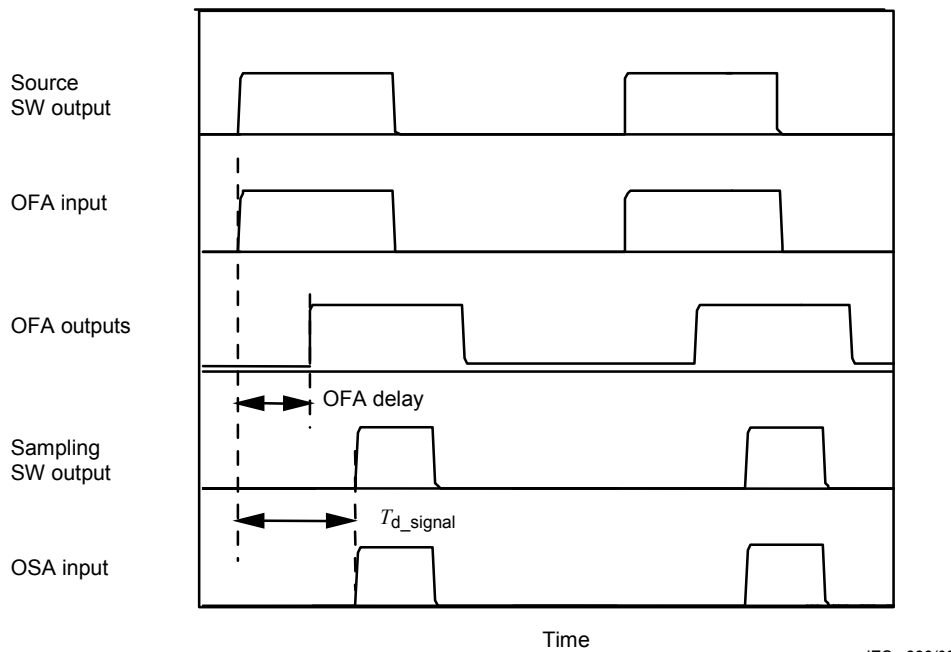 Source
SW output
OFA input
OFA outputs
OFA delay
Sampling
SW output
Td_signal
OSA input
Time